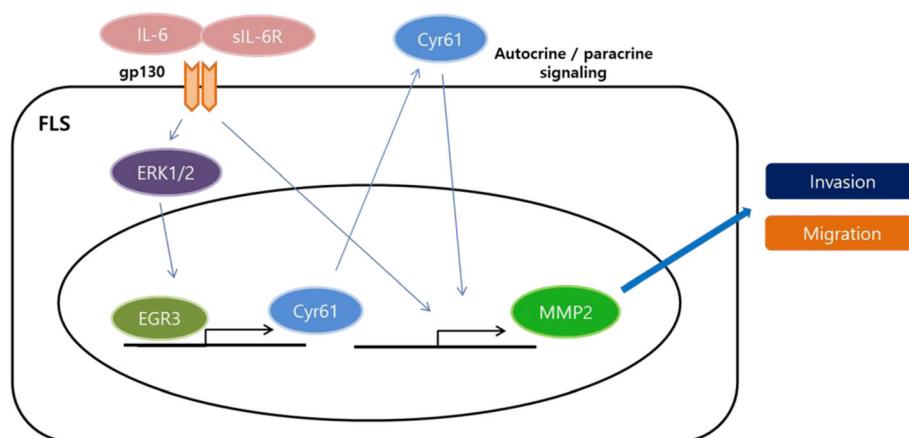 IL-6
sIL-6R
Cyr61
Autocrine / paracrine
signaling
gp130
FLS
ERK1/2
Invasion
Migration
EGR3
Cyr61
MMP2